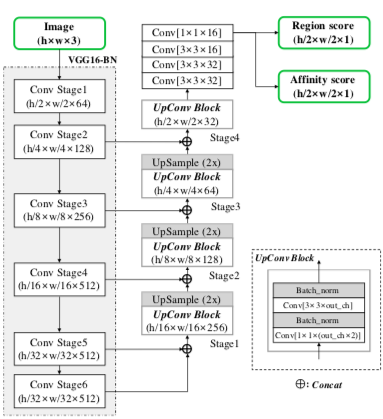 Image
(h×w×3)
VGG16-BN
Conv Stage1
(h/2×w/2×64)
Conv Stage2
(h/4×w/4×128)
Conv Stage3
(h/8×w/8×256)
Conv Stage4
(h/16×w/16×512)
Conv Stage5
(h/32×w/32×512)
Conv Stage6
(h/32×w/32×512)
Conv[1×1×16]
Conv[3×3×16]
Conv[3×3×32]
Conv[3×3×32]
UpConv Block
(h/2×w/2×32)
Stage4
UpSample (2x)
UpConv Block
(h/4×w/4×64)
Stage3
UpSample (2x)
UpConv Block
(h/8×w/8×128)
Stage2
UpSample (2x)
UpConv Block
(h/16×w/16×256)
Stage1
Region score
(h/2×w/2×1)
Affinity score
(h/2×w/2×1)
UpConv Block
Batch_norm
Conv[3×3×out_ch]
Batch_norm
Conv[1×1×(out_ch×2)]
⊕: Concat